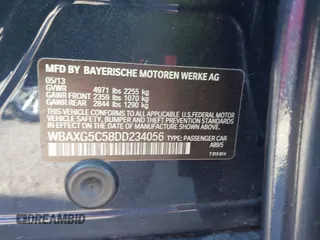 MFD BY BAYERISCHE MOTOREN WERKE AG
05/13
GVWR 4971 lbs 2255 kg
GAWR FRONT 2359 lbs 1070 kg
GAWR REAR 2844 lbs 1290 kg
THIS VEHICLE CONFORMS TO ALL APPLICABLE
U.S. FEDERAL MOTOR VEHICLE SAFETY,
BUMPER, AND THEFT PREVENTION STANDARDS
IN EFFECT ON THE DATE OF MANUFACTURE
SHOWN ABOVE.
WBAXG5C58DD234056 TYPE: PASSENGER CAR
A89/5
DREAMBID